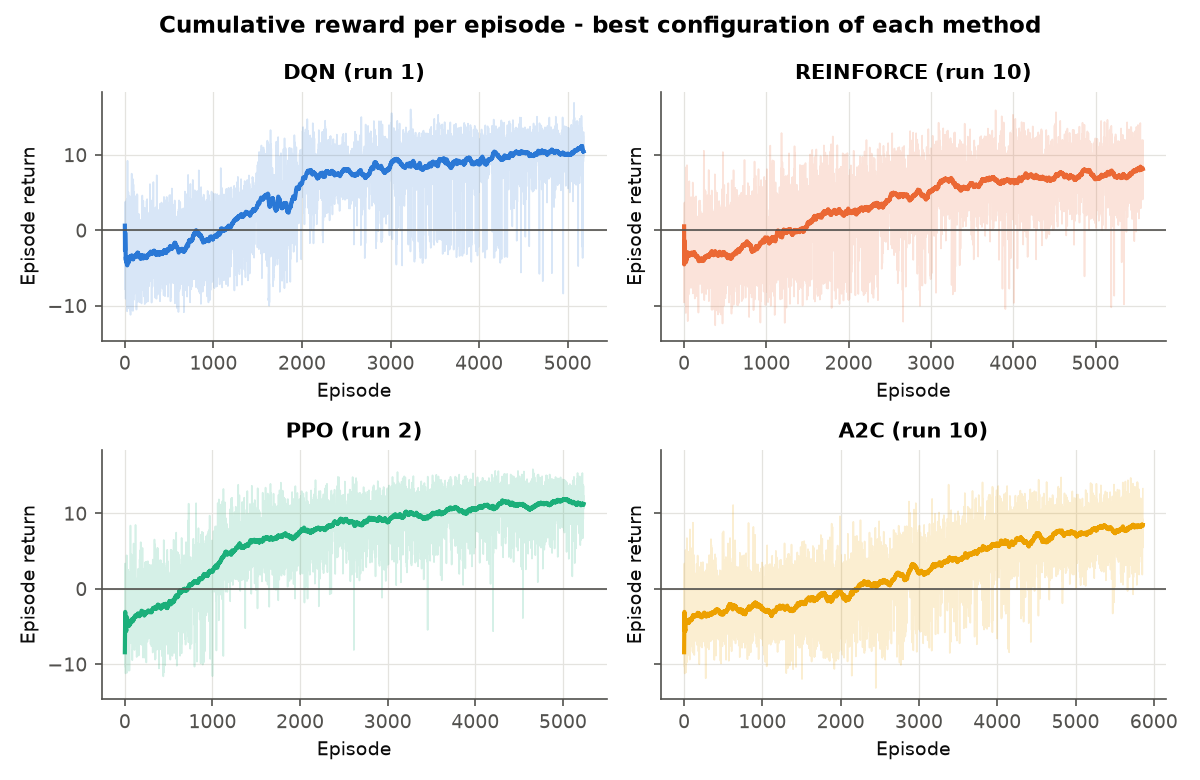 Cumulative reward per episode - best configuration of each method
DQN (run 1)
Episode return
10
0
−10
0 1000 2000 3000 4000 5000
Episode
REINFORCE (run 10)
Episode return
0 1000 2000 3000 4000 5000
Episode
PPO (run 2)
Episode return
10
0
−10
0 1000 2000 3000 4000 5000
Episode
A2C (run 10)
Episode return
0 1000 2000 3000 4000 5000 6000
Episode